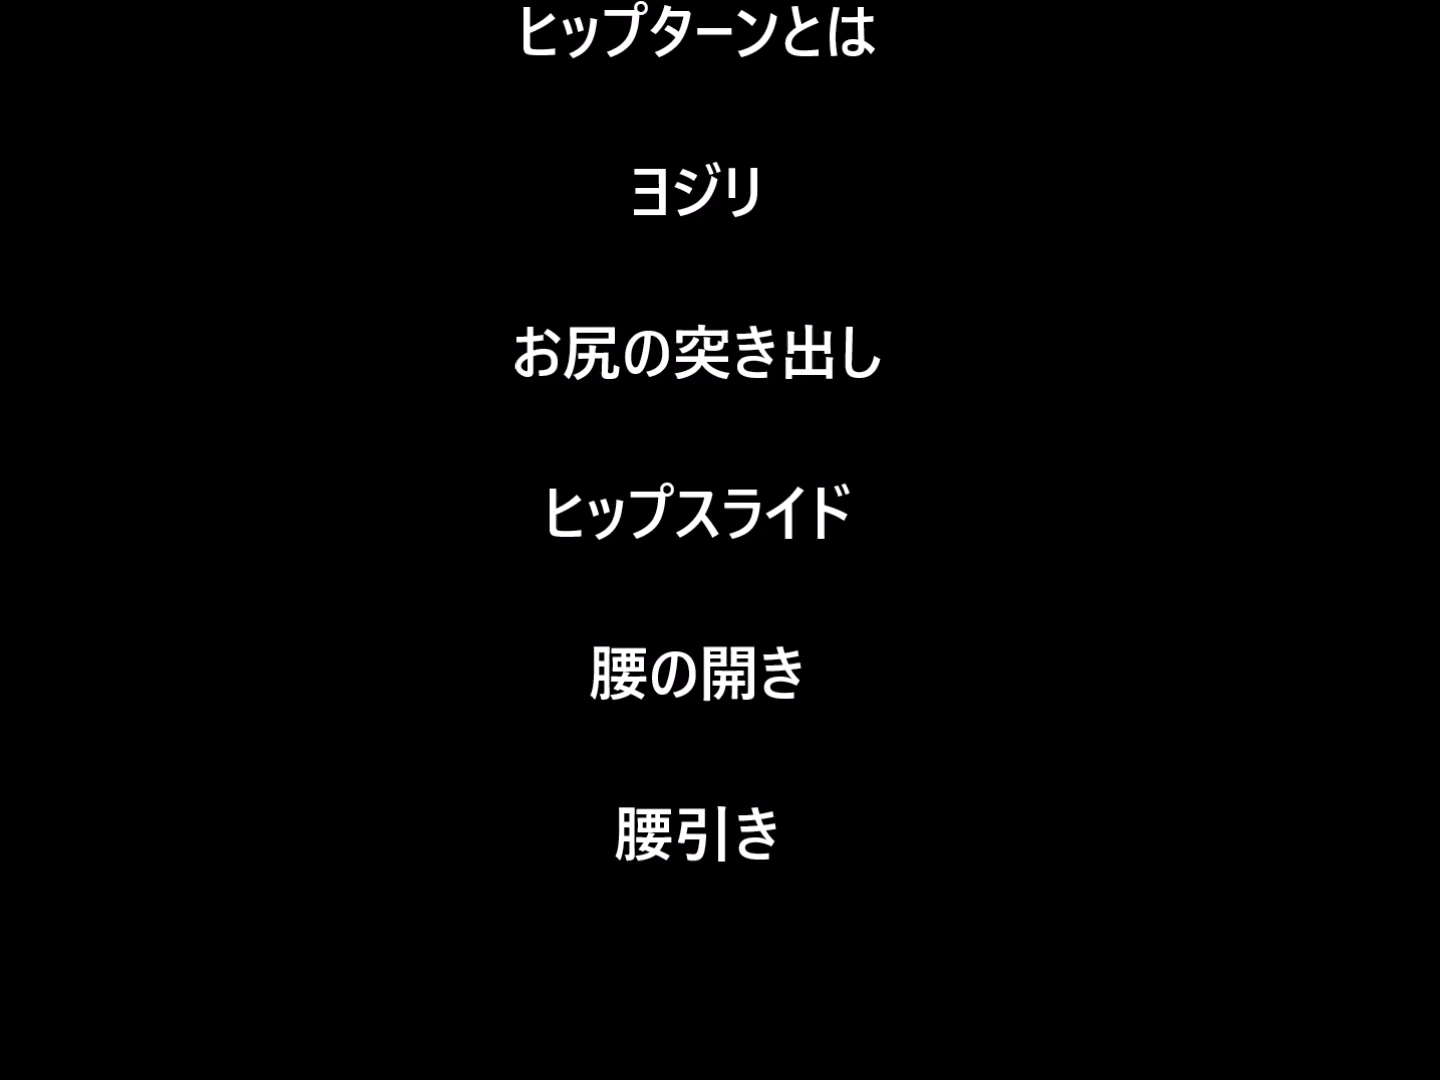 ヒップターンとは
ヨジリ
お尻の突き出し
ヒップスライド
腰の開き
腰引き